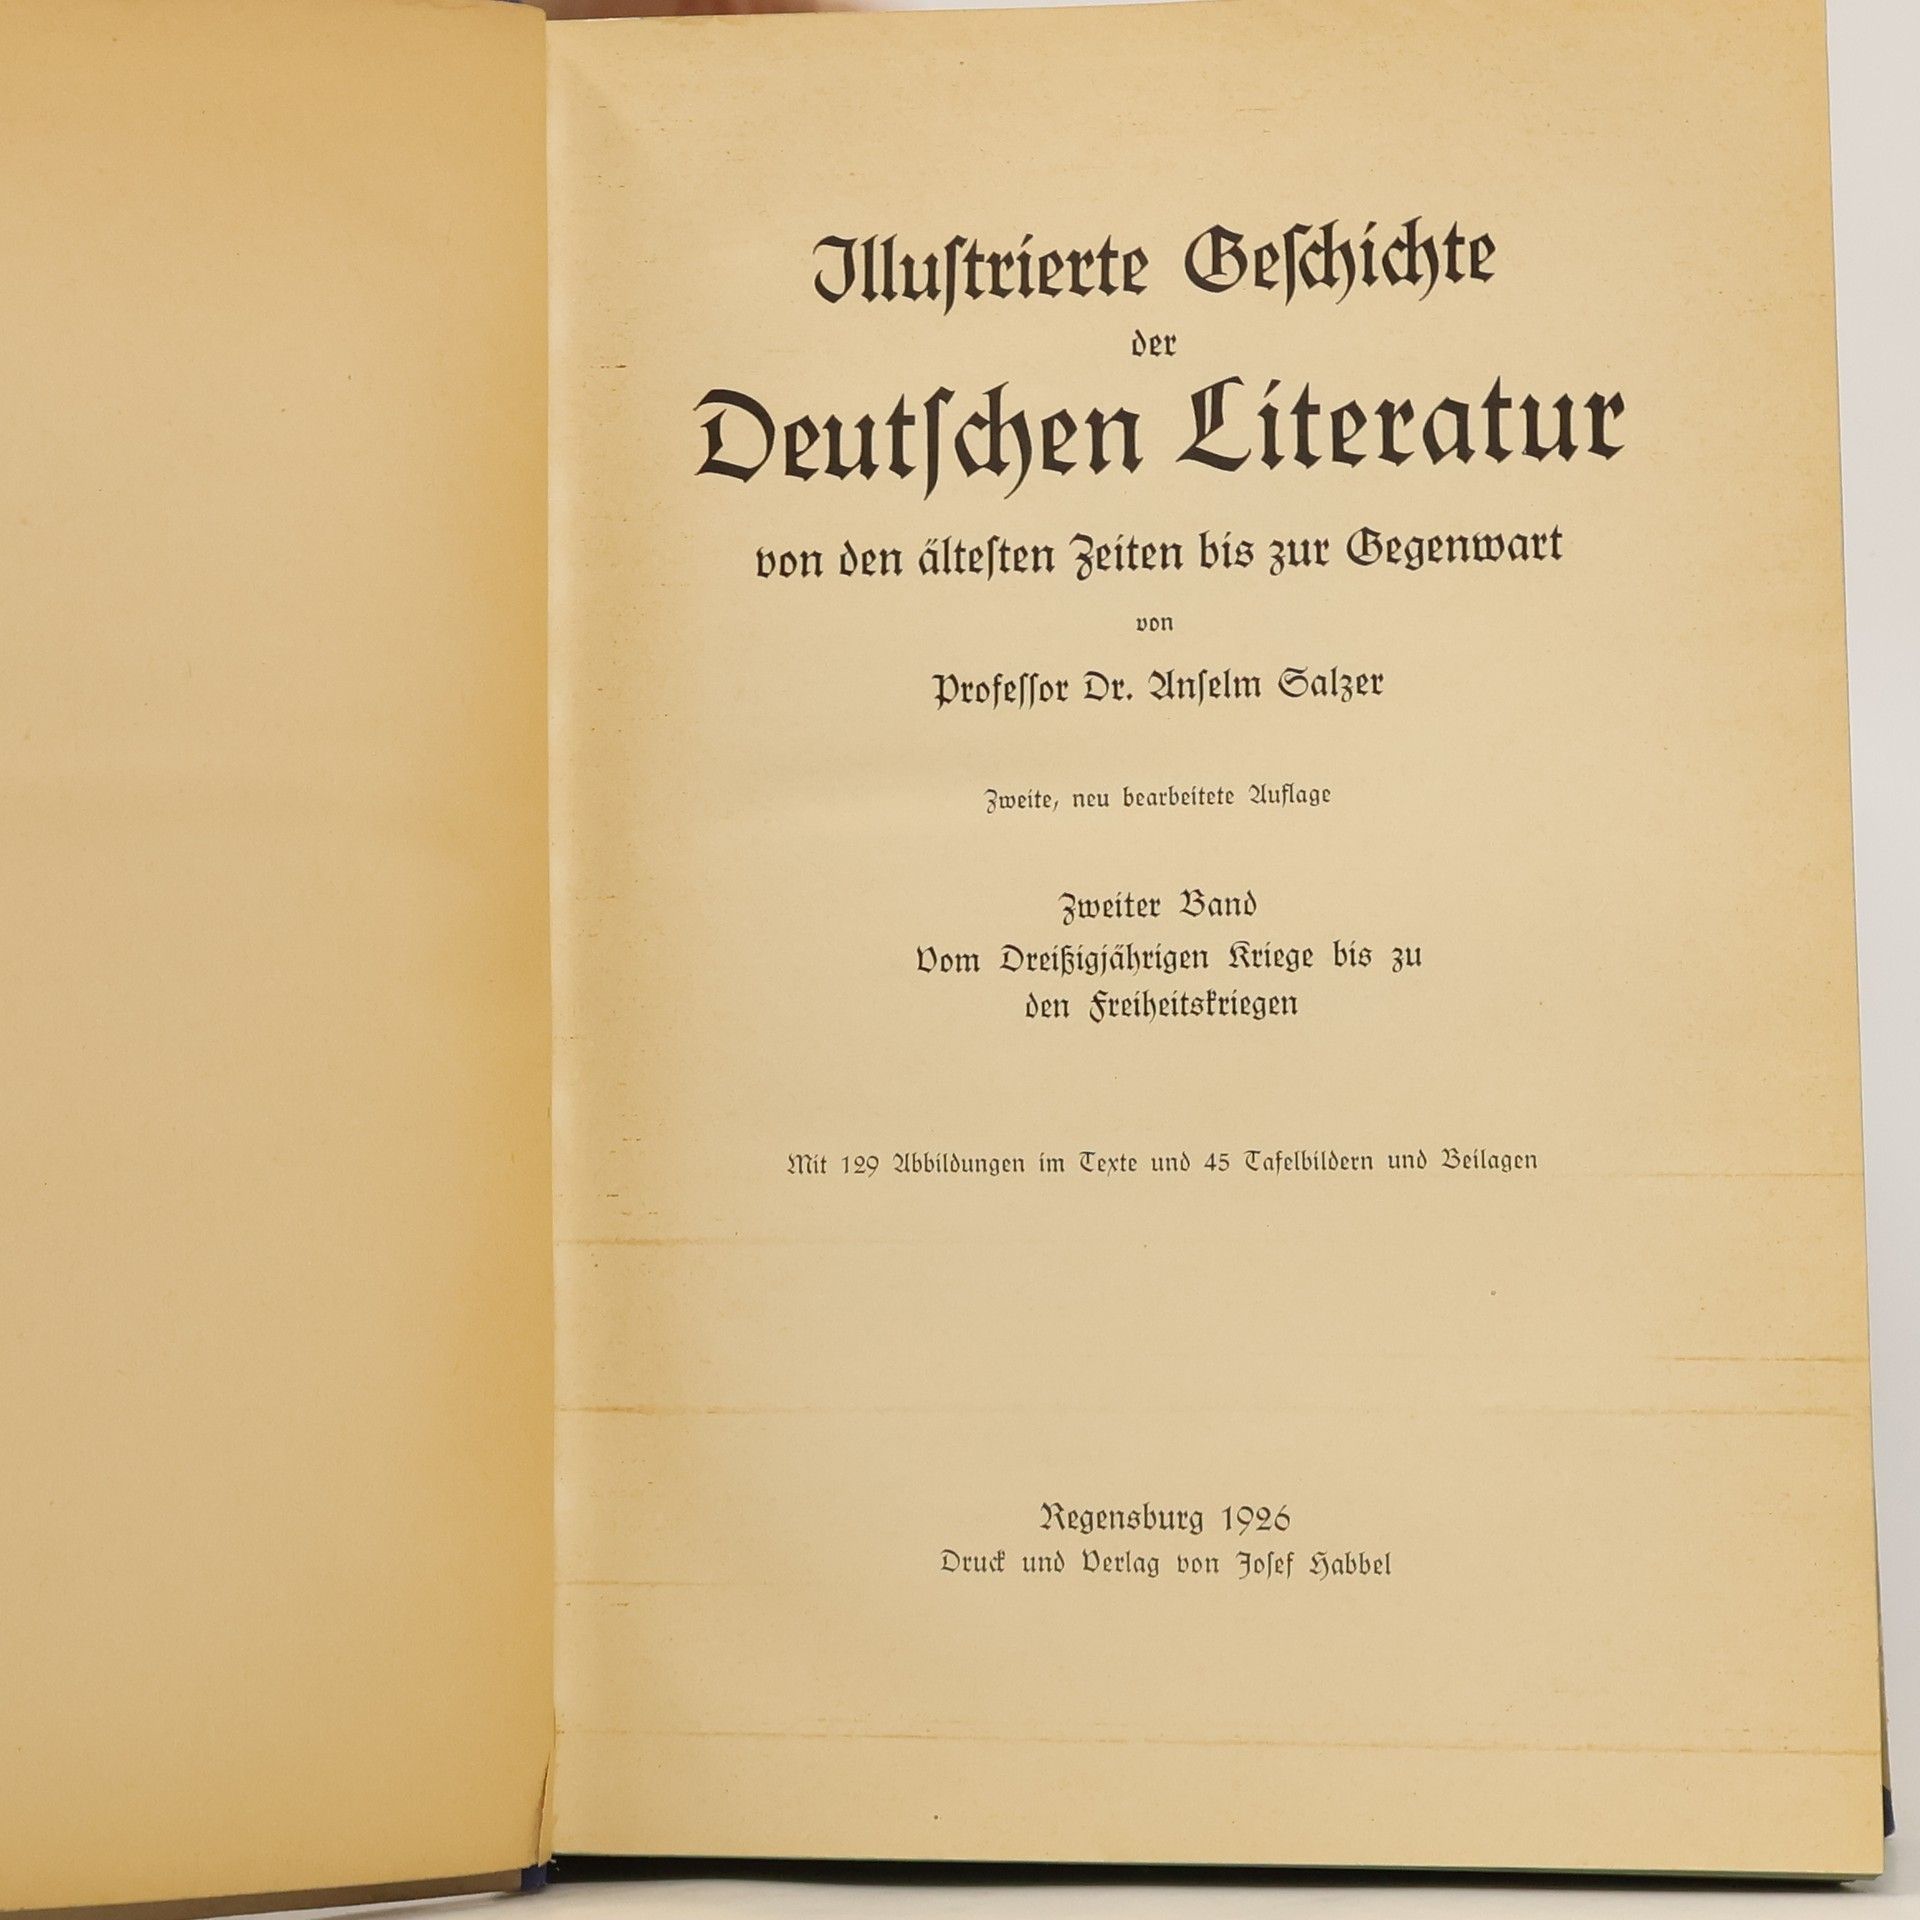 Illustrierte Geschichte
der
Deutschen Literatur
von den ältesten Zeiten bis zur Gegenwart
von
Professor Dr. Anselm Salzer
Zweite, neu bearbeitete Auflage
Zweiter Band
Vom Dreißigjährigen Kriege bis zu
den Freiheitskriegen
Mit 129 Abbildungen im Texte und 45 Tafelbildern und Beilagen
Regensburg 1926
Druck und Verlag von Josef Habbel